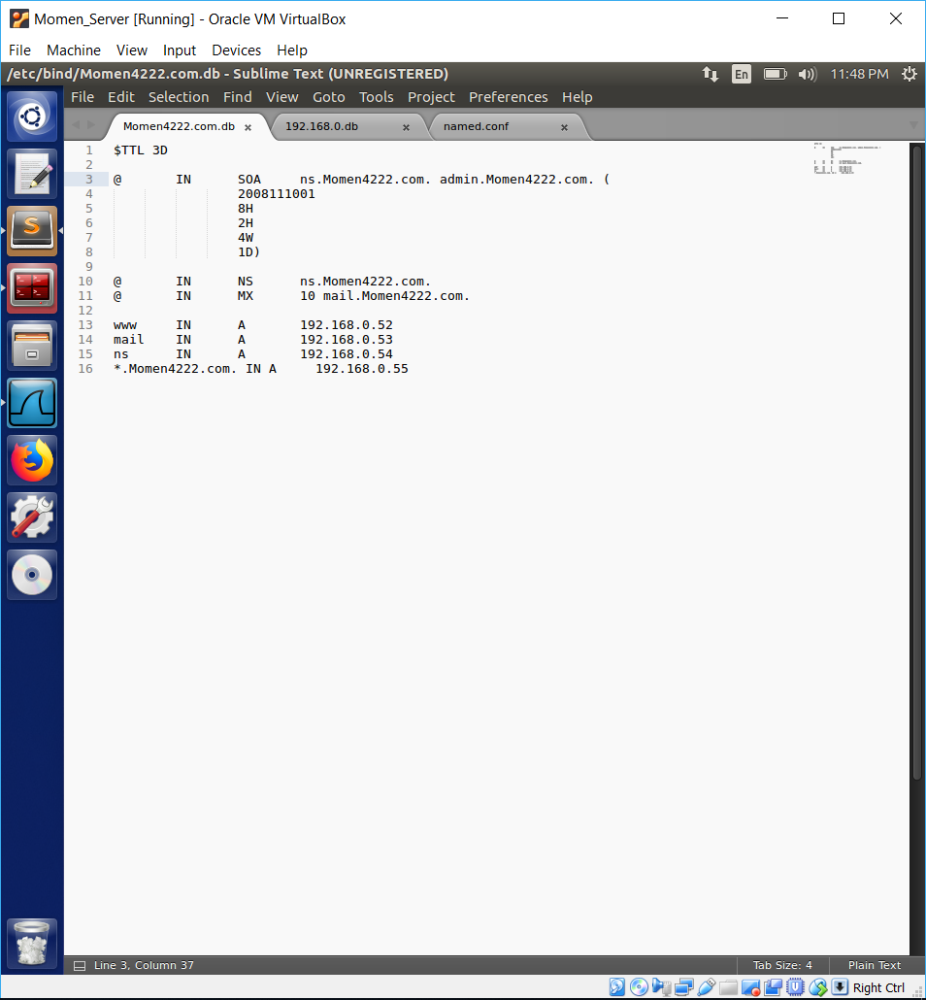 Momen_Server [Running] - Oracle VM VirtualBox
File Machine View Input Devices Help
/etc/bind/Momen4222.com.db - Sublime Text (UNREGISTERED) En 11:48 PM
File Edit Selection Find View Goto Tools Project Preferences Help
Momen4222.com.db × 192.168.0.db × named.conf ×
1 $TTL 3D
2
3 @ IN SOA ns.Momen4222.com. admin.Momen4222.com. (
4 2008111001
5 8H
6 2H
7 4W
8 1D)
9
10 @ IN NS ns.Momen4222.com.
11 @ IN MX 10 mail.Momen4222.com.
12
13 www IN A 192.168.0.52
14 mail IN A 192.168.0.53
15 ns IN A 192.168.0.54
16 *.Momen4222.com. IN A 192.168.0.55
Line 3, Column 37 Tab Size: 4 Plain Text
Right Ctrl